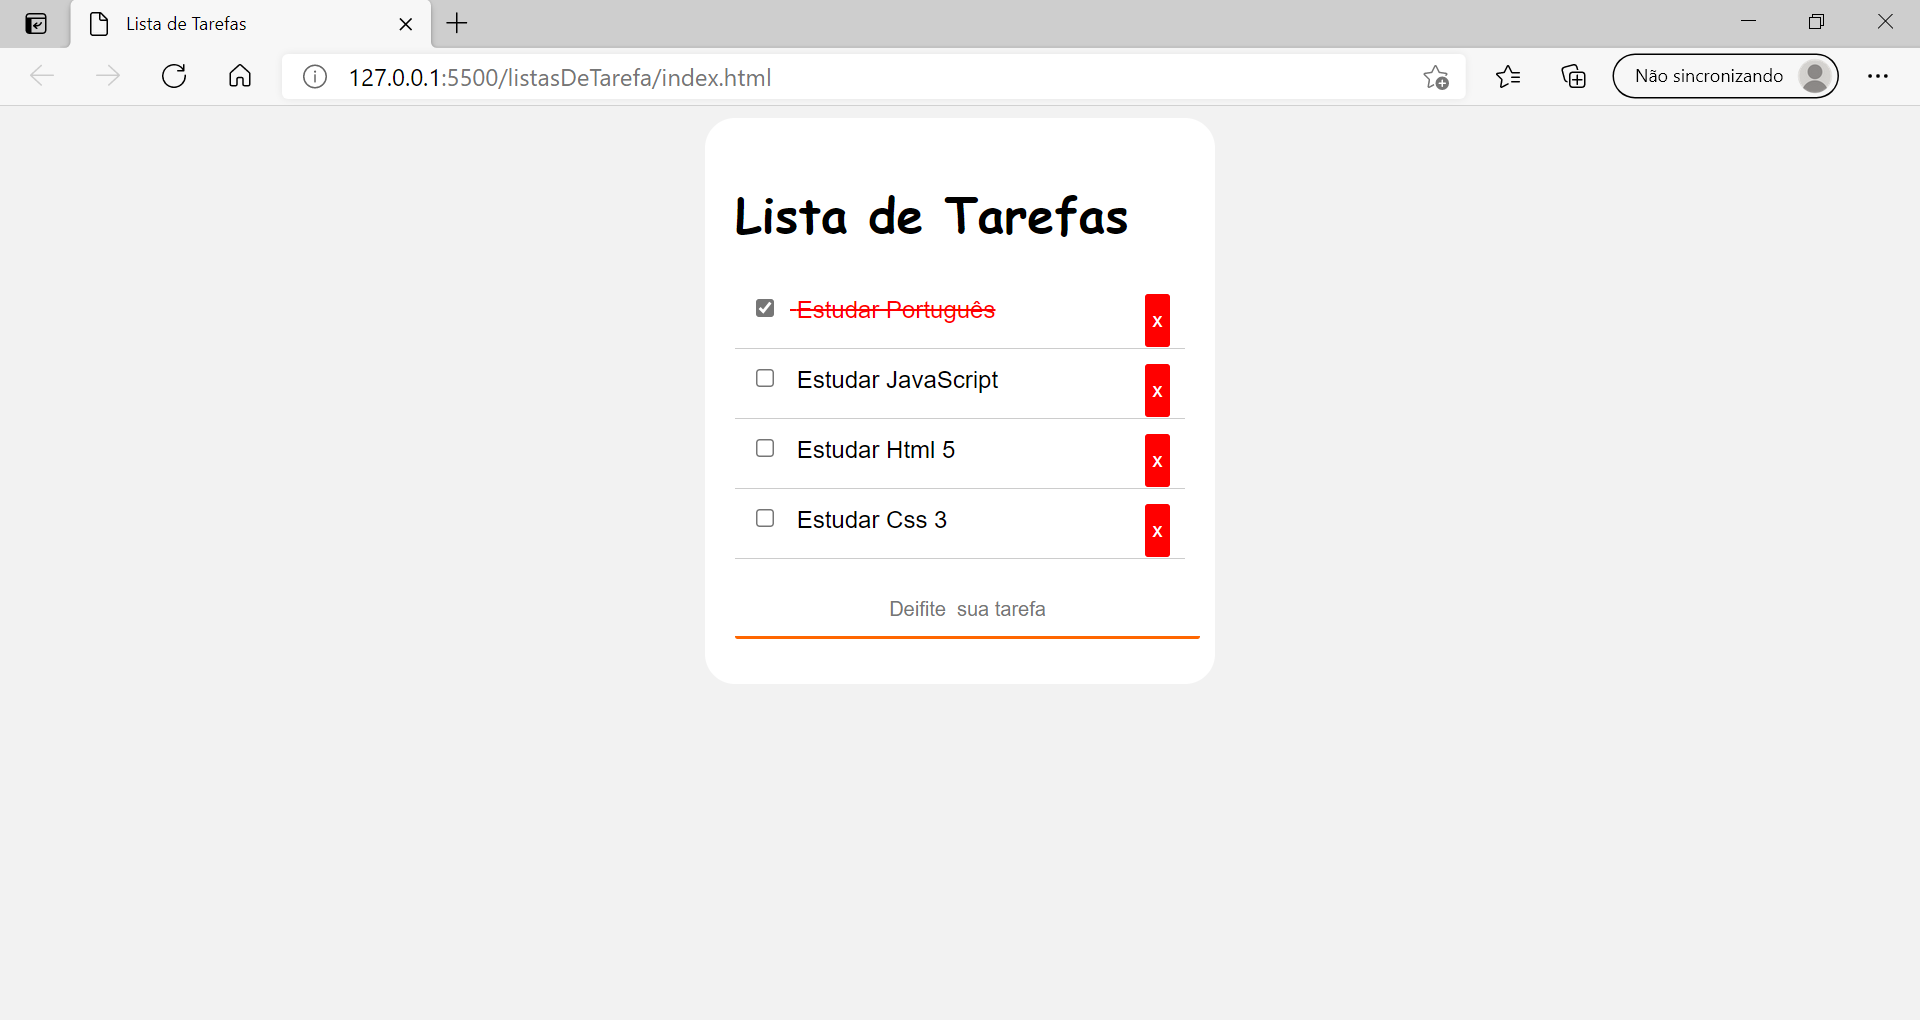 Lista de Tarefas
127.0.0.1:5500/listasDeTarefa/index.html
Não sincronizando
Lista de Tarefas
Estudar Português x
Estudar JavaScript x
Estudar Html 5 x
Estudar Css 3 x
Deifite  sua tarefa